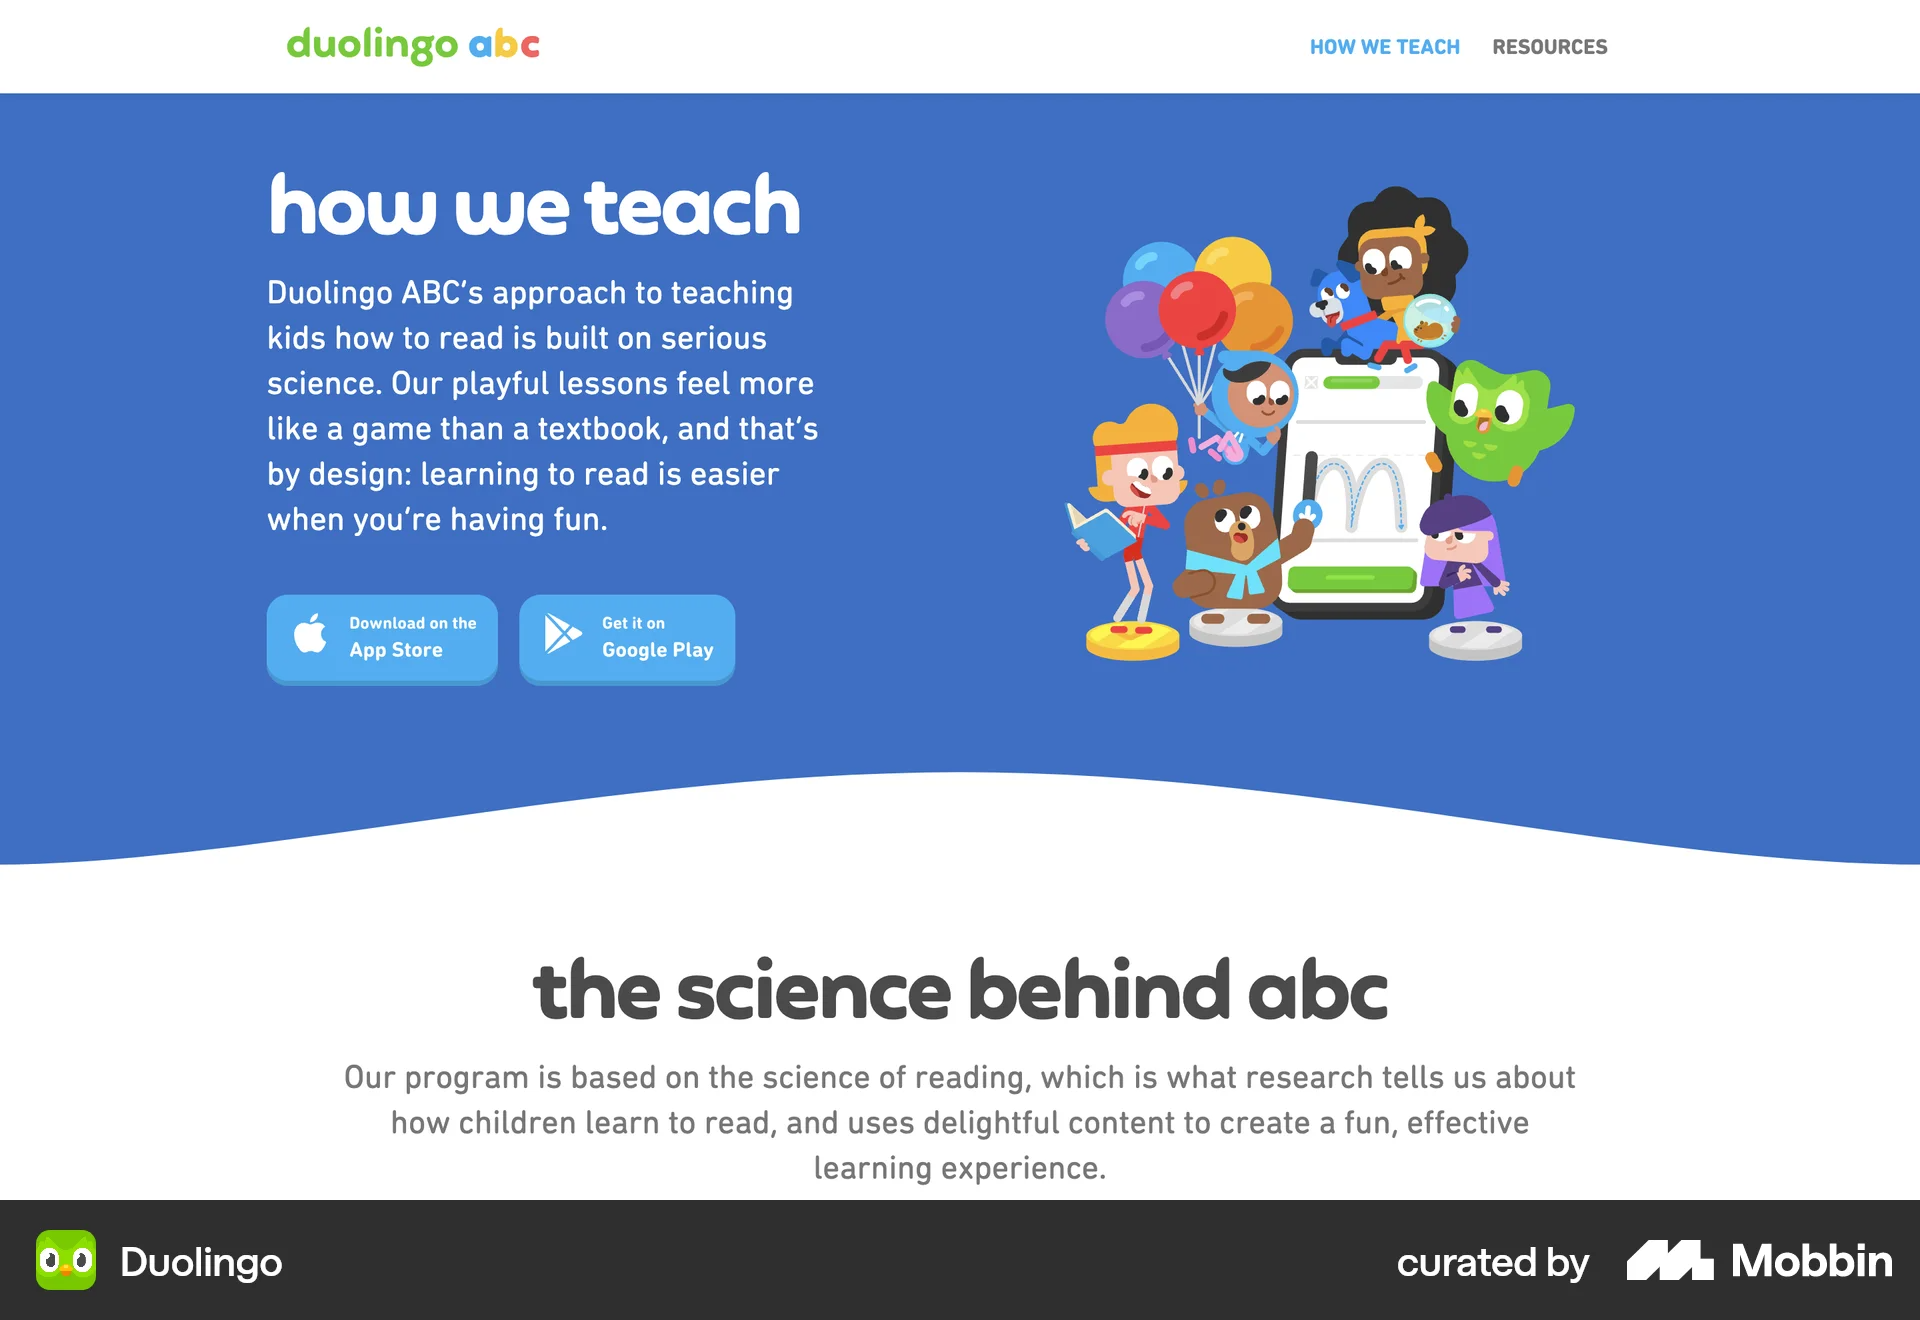 duolingo abc
HOW WE TEACH
RESOURCES
how we teach
Duolingo ABC's approach to teaching
kids how to read is built on serious
science. Our playful lessons feel more
like a game than a textbook, and that's
by design: learning to read is easier
when you're having fun.
Download on the
App Store
Get it on
Google Play
m
the science behind abc
Our program is based on the science of reading, which is what research tells us about
how children learn to read, and uses delightful content to create a fun, effective
learning experience.
Duolingo
curated by
Mobbin